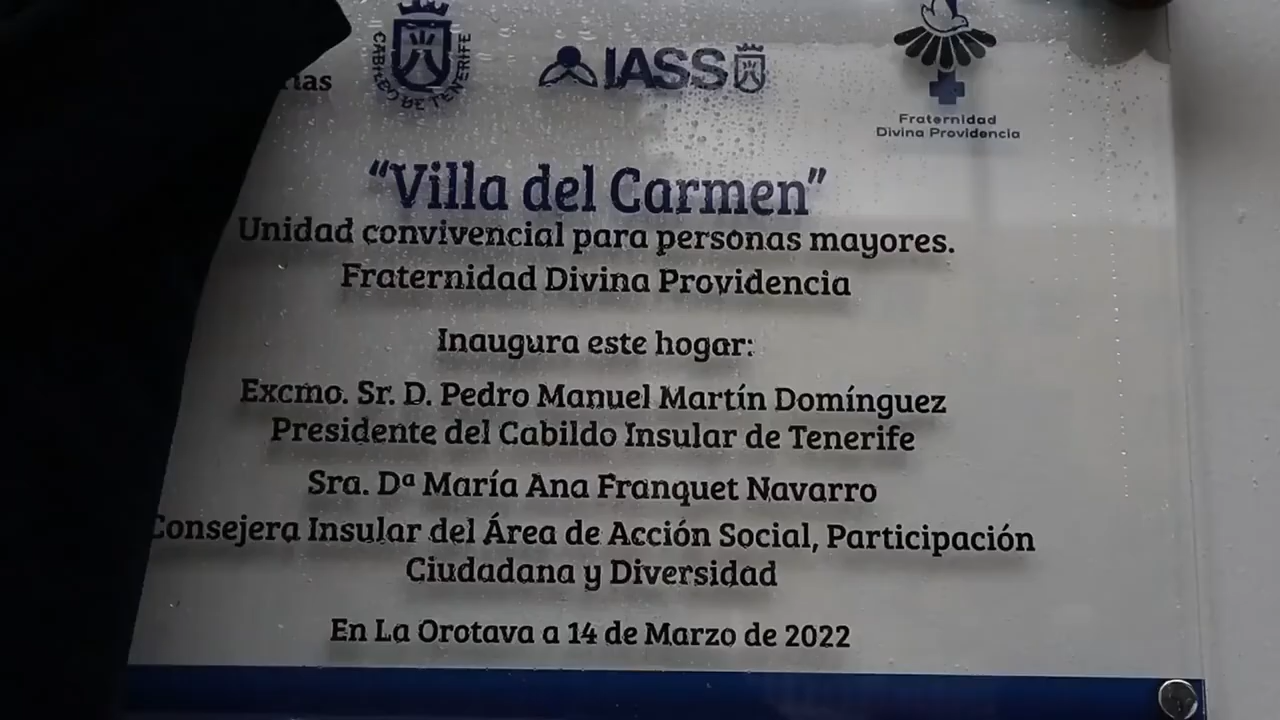 CABILDO DE TENERIFE
IASS
Fraternidad
Divina Providencia
“Villa del Carmen”
Unidad convivencial para personas mayores.
Fraternidad Divina Providencia
Inaugura este hogar:
Excmo. Sr. D. Pedro Manuel Martín Domínguez
Presidente del Cabildo Insular de Tenerife
Sra. Dª María Ana Franquet Navarro
Consejera Insular del Área de Acción Social, Participación
Ciudadana y Diversidad
En La Orotava a 14 de Marzo de 2022